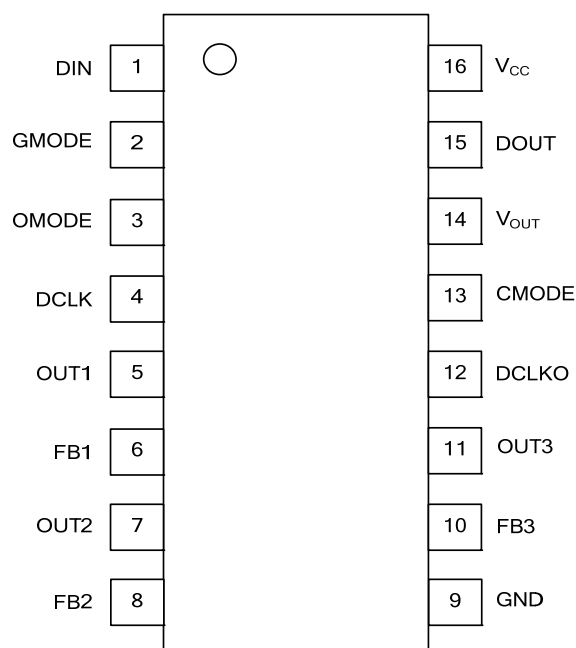 DIN 1 16 VCC
GMODE 2 15 DOUT
OMODE 3 14 VOUT
DCLK 4 13 CMODE
OUT1 5 12 DCLKO
FB1 6 11 OUT3
OUT2 7 10 FB3
FB2 8 9 GND